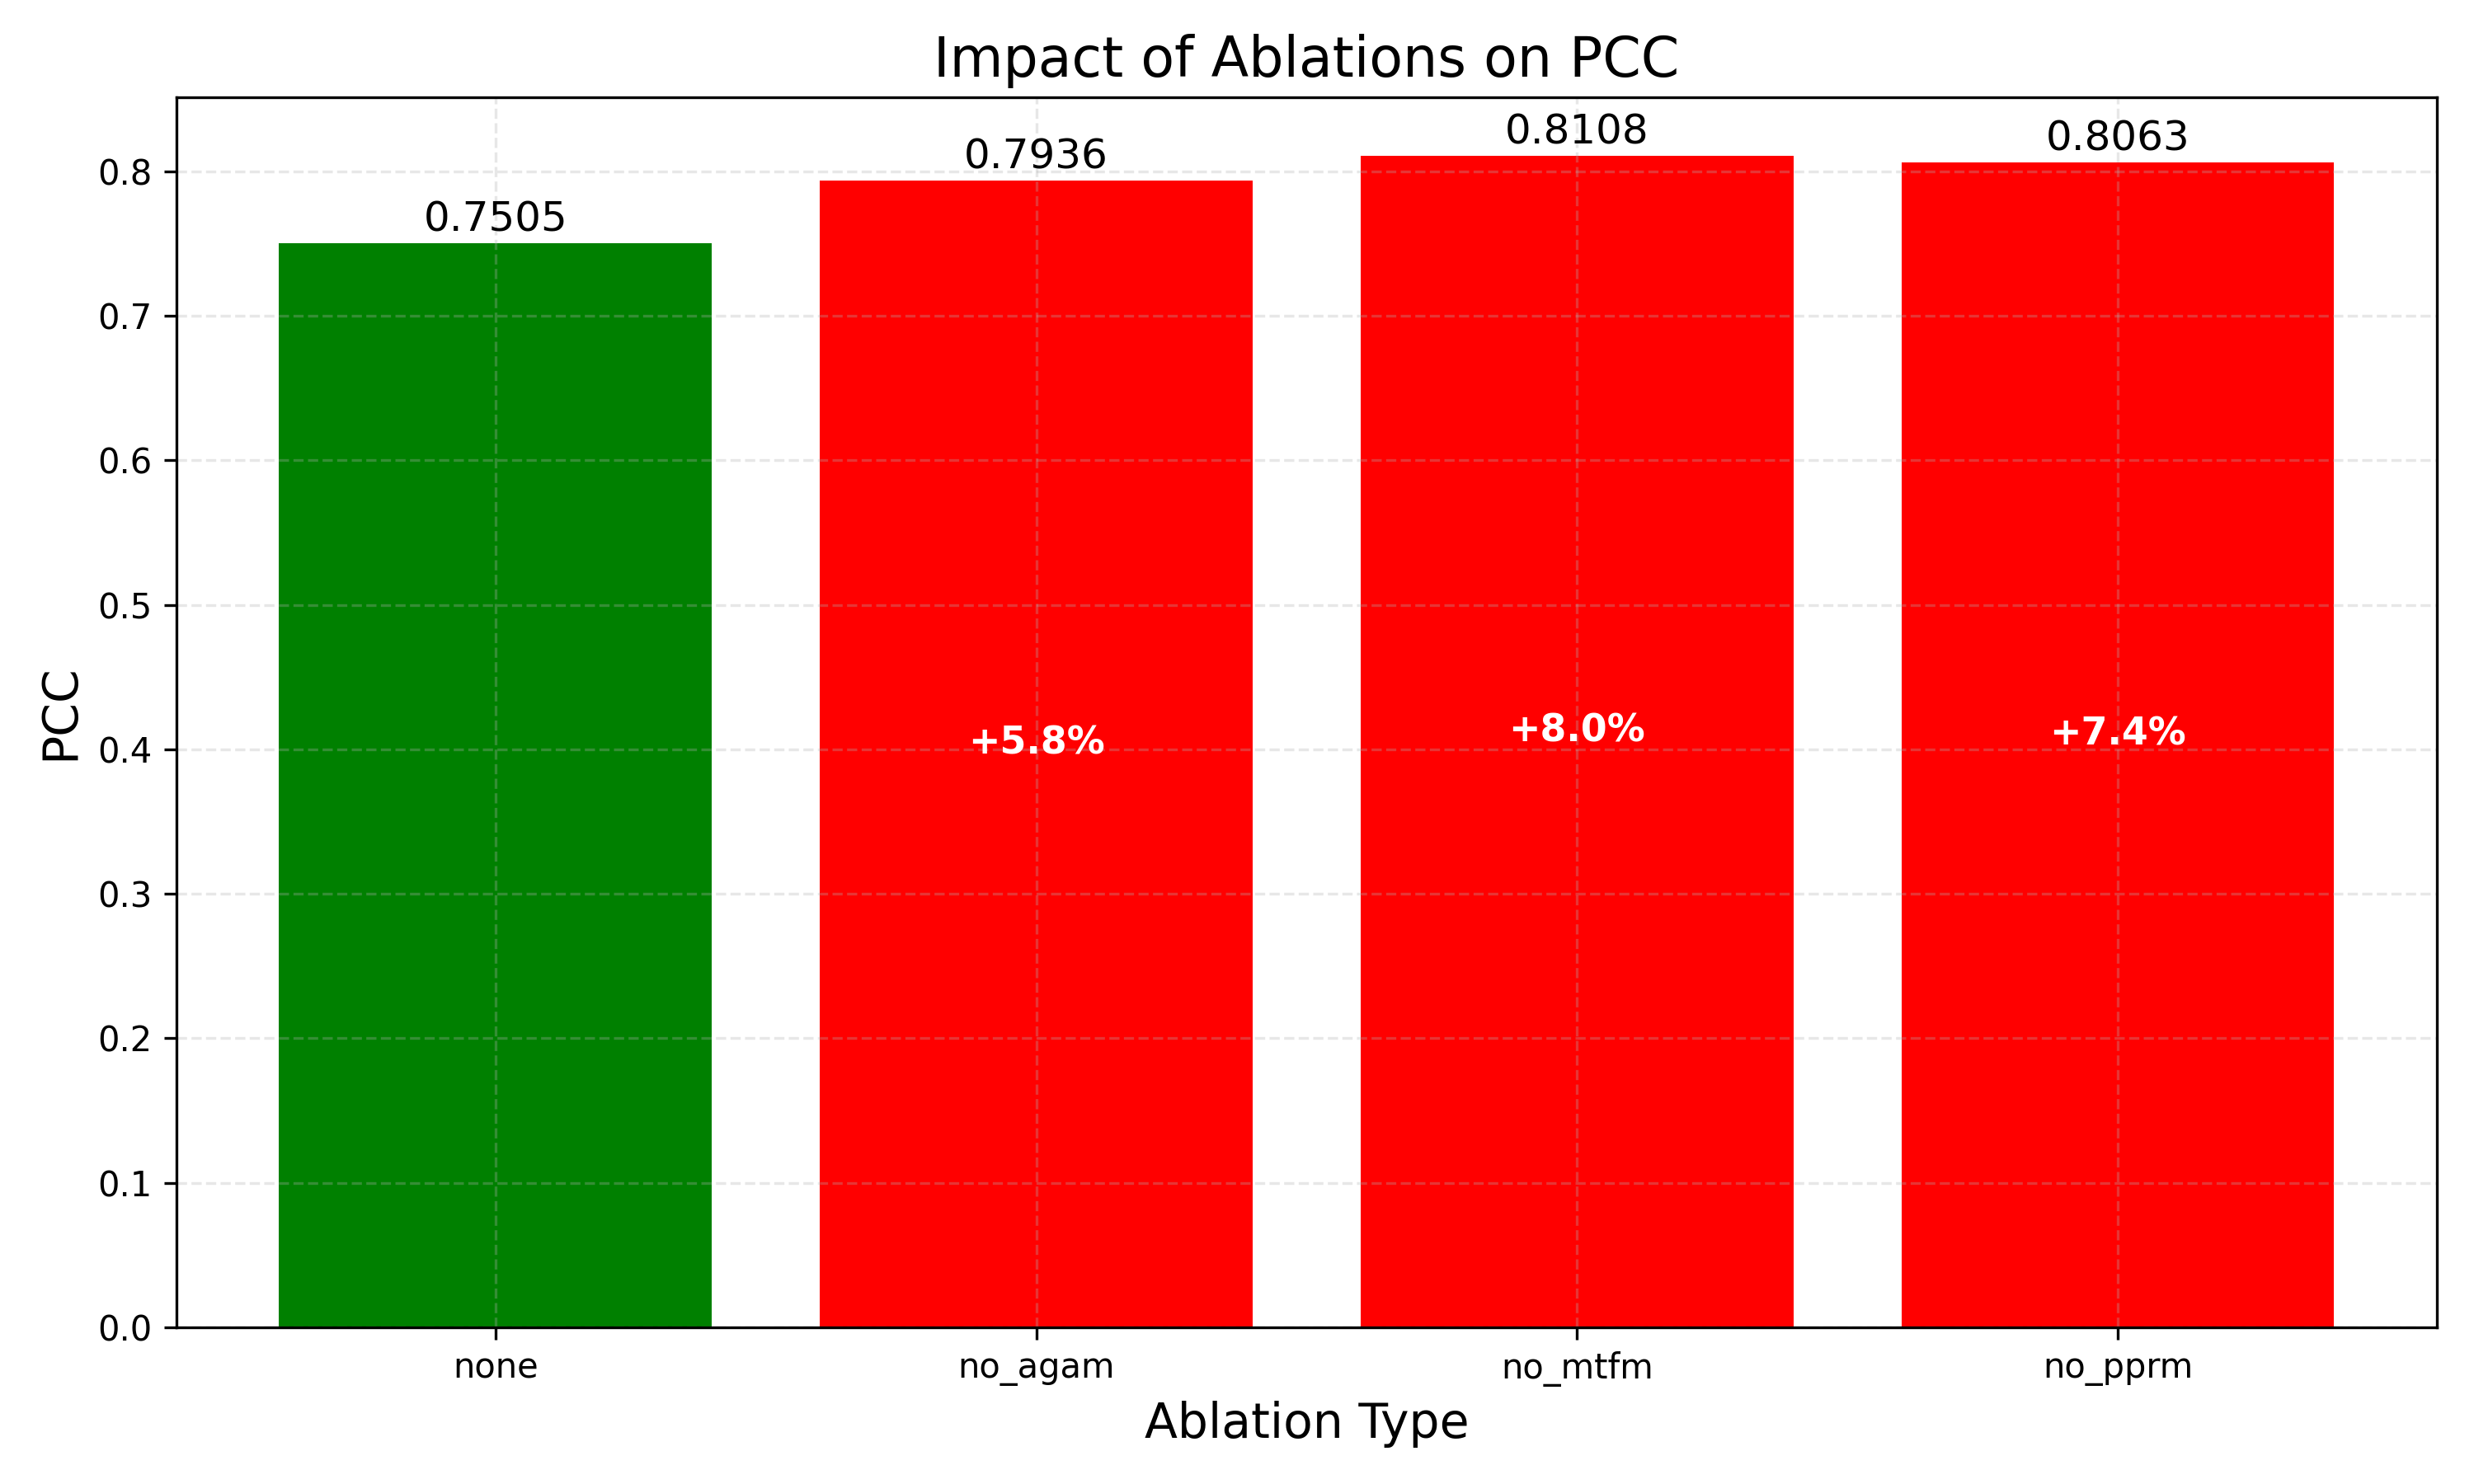 Impact of Ablations on PCC
0.7505
0.7936
0.8108
0.8063
0.8
0.7
0.6
0.5
0.4
0.3
0.2
0.1
0.0
PCC
+5.8%
+8.0%
+7.4%
none
no_agam
no_mtfm
no_pprm
Ablation Type